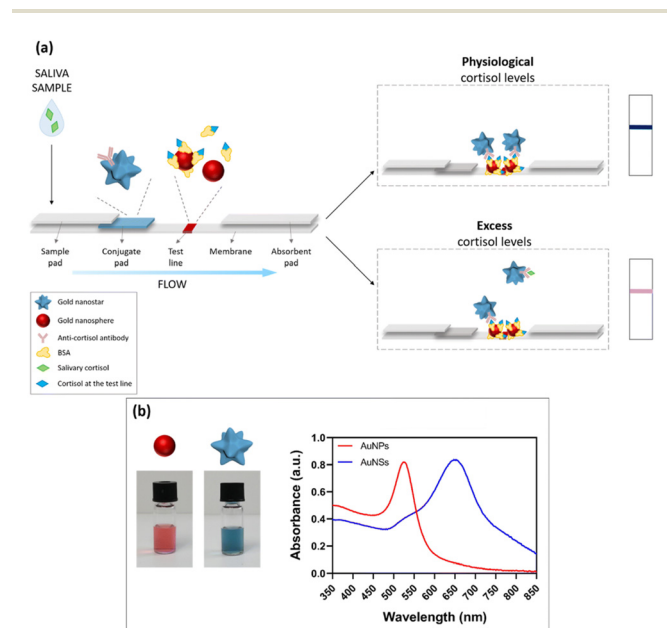 (a)
SALIVA
SAMPLE
Sample
pad
Conjugate
pad
Test
line
Membrane
Absorbent
pad
FLOW
Gold nanostar
Gold nanosphere
Anti-cortisol antibody
BSA
Salivary cortisol
Cortisol at the test line
Physiological
cortisol levels
Excess
cortisol levels
(b)
AuNPs
AuNSs
Absorbance (a.u.)
1.0
0.8
0.6
0.4
0.2
0.0
350 400 450 500 550 600 650 700 750 800 850
Wavelength (nm)